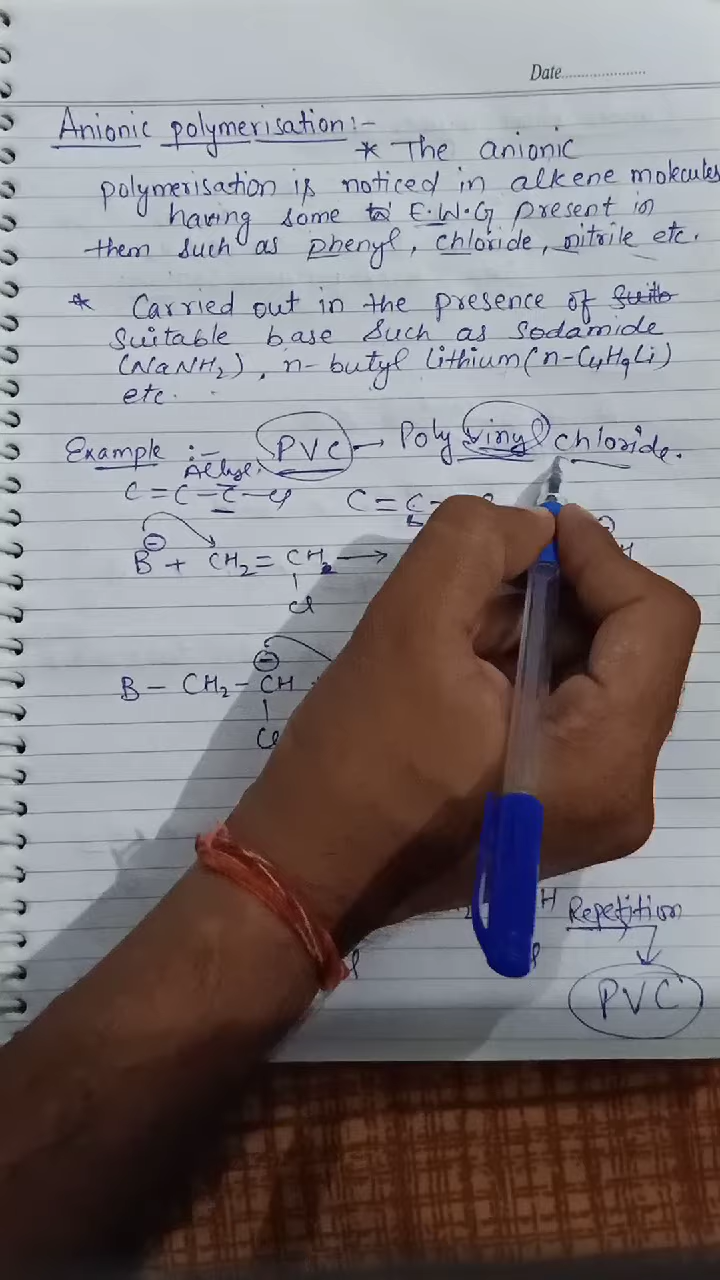 Date
Anionic polymerisation:-
* The anionic
polymerisation is noticed in alkene molecules
having some E.W.G present in
them such as phenyl, chloride, nitrile etc.
* Carried out in the presence of
Suitable base such as Sodamide
(NaNH₂), n-butyl lithium (n-C₄H₉Li)
etc.
Example :- PVC → Poly vinyl chloride.
C=C-C-Cl C=C-
B⊖ + CH₂=CH₂ →
Cl
⊖
B - CH₂-CH
Cl
H Repetition
PVC